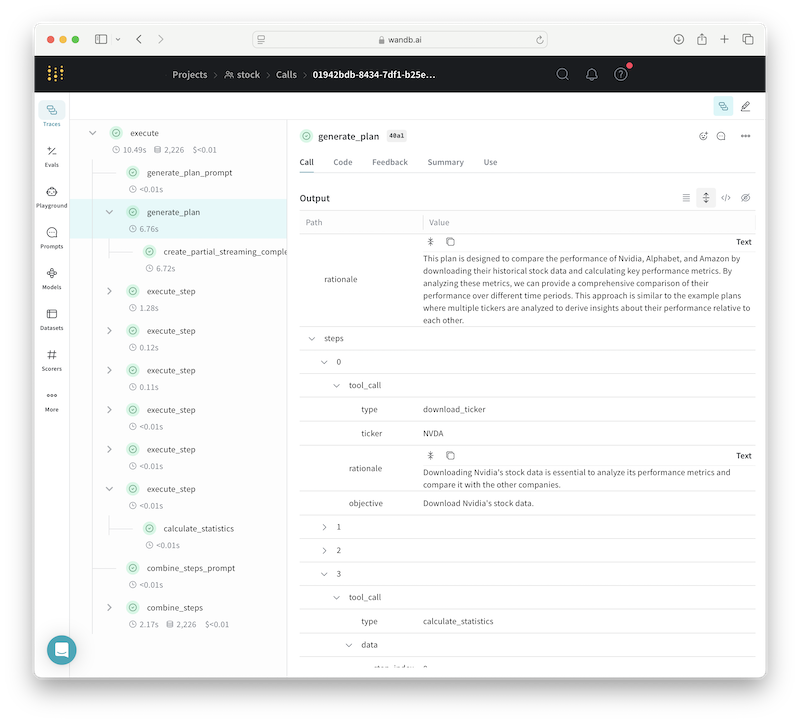 wandb.ai
Projects > stock > Calls > 01942bdb-8434-7df1-b25e...
Traces
Evals
Playground
Prompts
Models
Datasets
Scorers
More
execute
10.49s 2,226 $<0.01
generate_plan_prompt
<0.01s
generate_plan
6.76s
create_partial_streaming_comple
6.72s
execute_step
1.28s
execute_step
0.12s
execute_step
0.11s
execute_step
<0.01s
execute_step
<0.01s
execute_step
<0.01s
calculate_statistics
<0.01s
combine_steps_prompt
<0.01s
combine_steps
2.17s 2,226 $<0.01
generate_plan 40a1
Call Code Feedback Summary Use
Output
Path Value
Text
rationale
This plan is designed to compare the performance of Nvidia, Alphabet, and Amazon by
downloading their historical stock data and calculating key performance metrics. By
analyzing these metrics, we can provide a comprehensive comparison of their
performance over different time periods. This approach is similar to the example plans
where multiple tickers are analyzed to derive insights about their performance relative to
each other.
steps
0
tool_call
type download_ticker
ticker NVDA
Text
rationale
Downloading Nvidia's stock data is essential to analyze its performance metrics and
compare it with the other companies.
objective Download Nvidia's stock data.
1
2
3
tool_call
type calculate_statistics
data